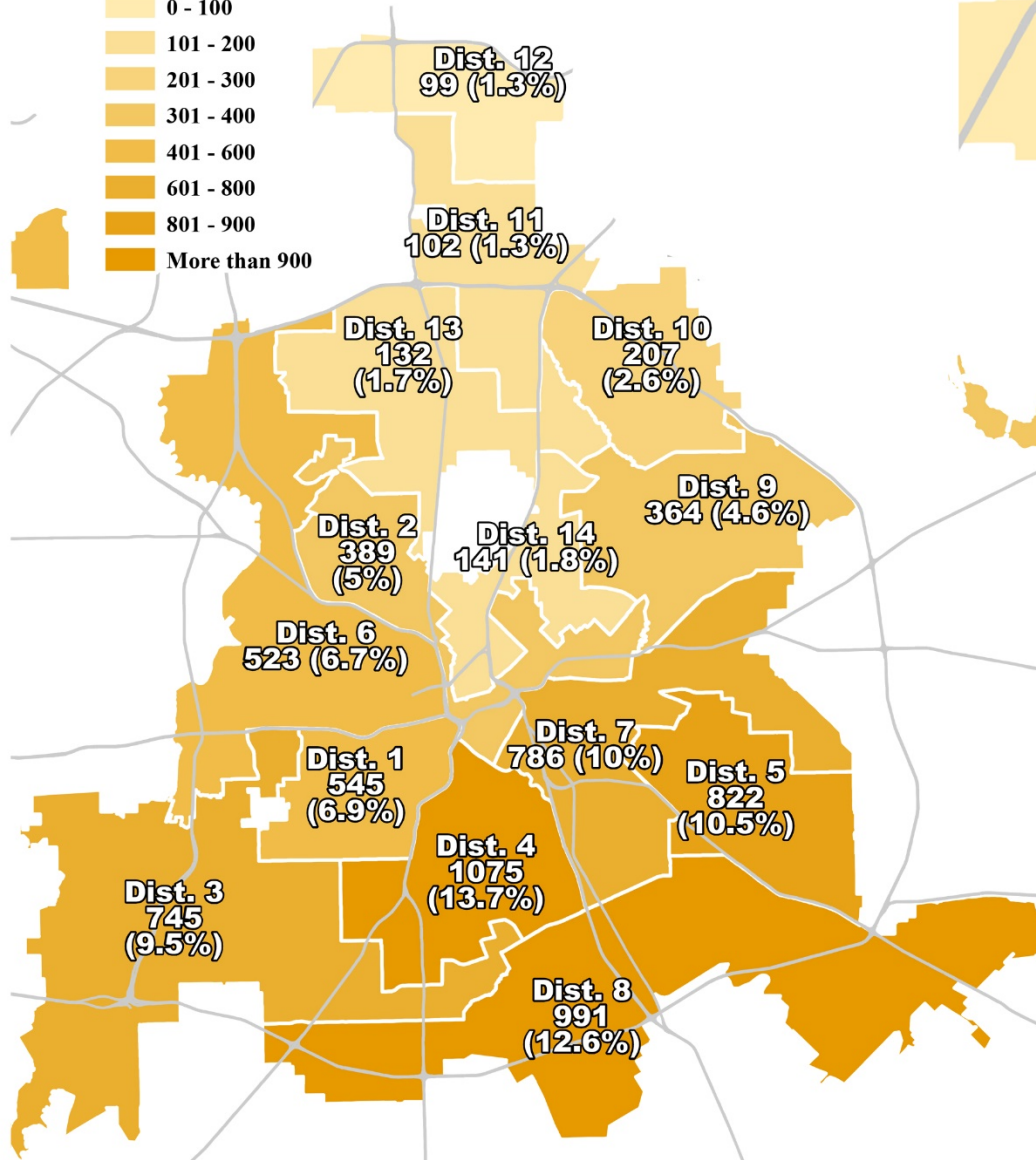 0 - 100
101 - 200
201 - 300
301 - 400
401 - 600
601 - 800
801 - 900
More than 900
Dist. 12
99 (1.3%)
Dist. 11
102 (1.3%)
Dist. 13
132
(1.7%)
Dist. 10
207
(2.6%)
Dist. 9
364 (4.6%)
Dist. 2
389
(5%)
Dist. 14
141 (1.8%)
Dist. 6
523 (6.7%)
Dist. 7
786 (10%)
Dist. 1
545
(6.9%)
Dist. 5
822
(10.5%)
Dist. 4
1075
(13.7%)
Dist. 3
745
(9.5%)
Dist. 8
991
(12.6%)